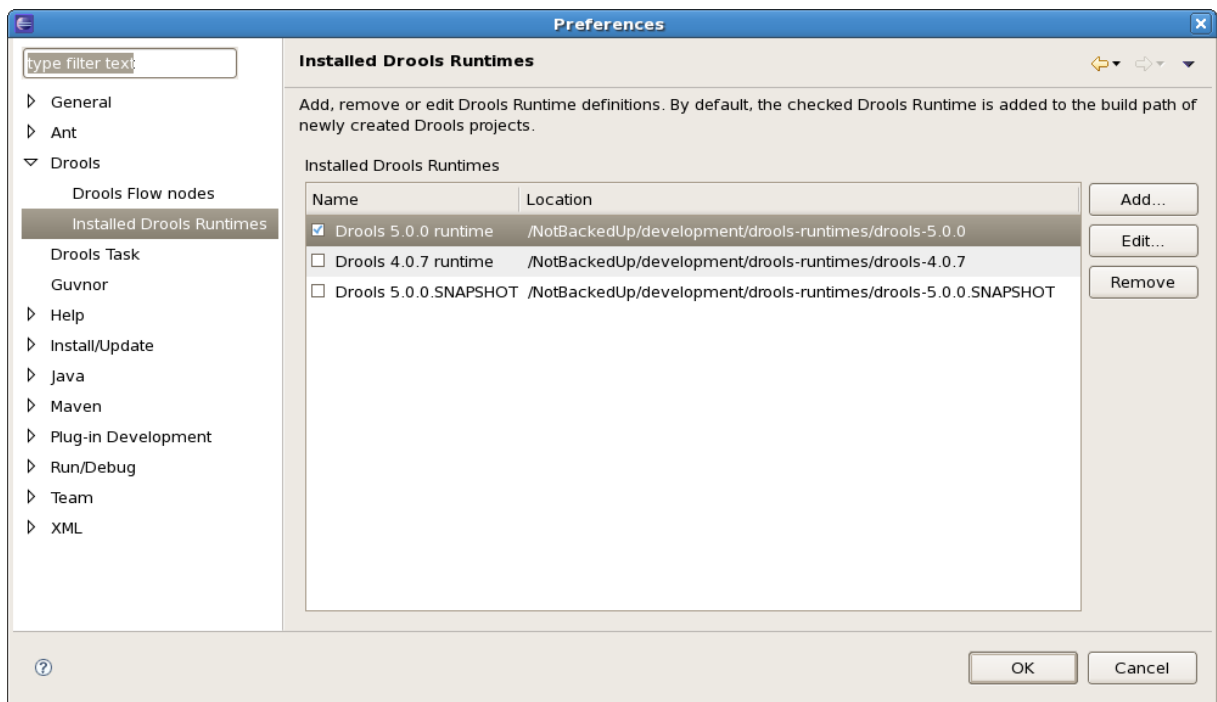 Preferences
type filter text
Installed Drools Runtimes
General
Ant
Drools
Drools Flow nodes
Installed Drools Runtimes
Drools Task
Guvnor
Help
Install/Update
Java
Maven
Plug-in Development
Run/Debug
Team
XML
Add, remove or edit Drools Runtime definitions. By default, the checked Drools Runtime is added to the build path of
newly created Drools projects.
Installed Drools Runtimes
Name Location
Drools 5.0.0 runtime /NotBackedUp/development/drools-runtimes/drools-5.0.0
Drools 4.0.7 runtime /NotBackedUp/development/drools-runtimes/drools-4.0.7
Drools 5.0.0.SNAPSHOT /NotBackedUp/development/drools-runtimes/drools-5.0.0.SNAPSHOT
Add...
Edit...
Remove
?
OK Cancel